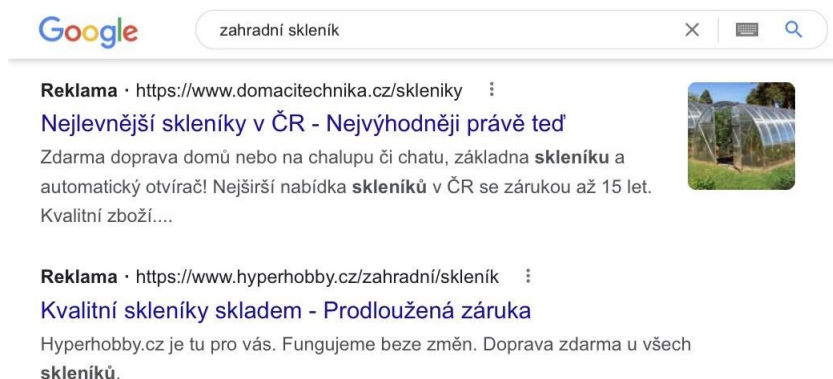 Google
zahradní skleník
Reklama · https://www.domacitechnika.cz/skleniky
Nejlevnější skleníky v ČR - Nejvýhodněji právě teď
Zdarma doprava domů nebo na chalupu či chatu, základna skleníku a
automatický otvírač! Nejširší nabídka skleníků v ČR se zárukou až 15 let.
Kvalitní zboží....
Reklama · https://www.hyperhobby.cz/zahradní/skleník
Kvalitní skleníky skladem - Prodloužená záruka
Hyperhobby.cz je tu pro vás. Fungujeme beze změn. Doprava zdarma u všech
skleníků.